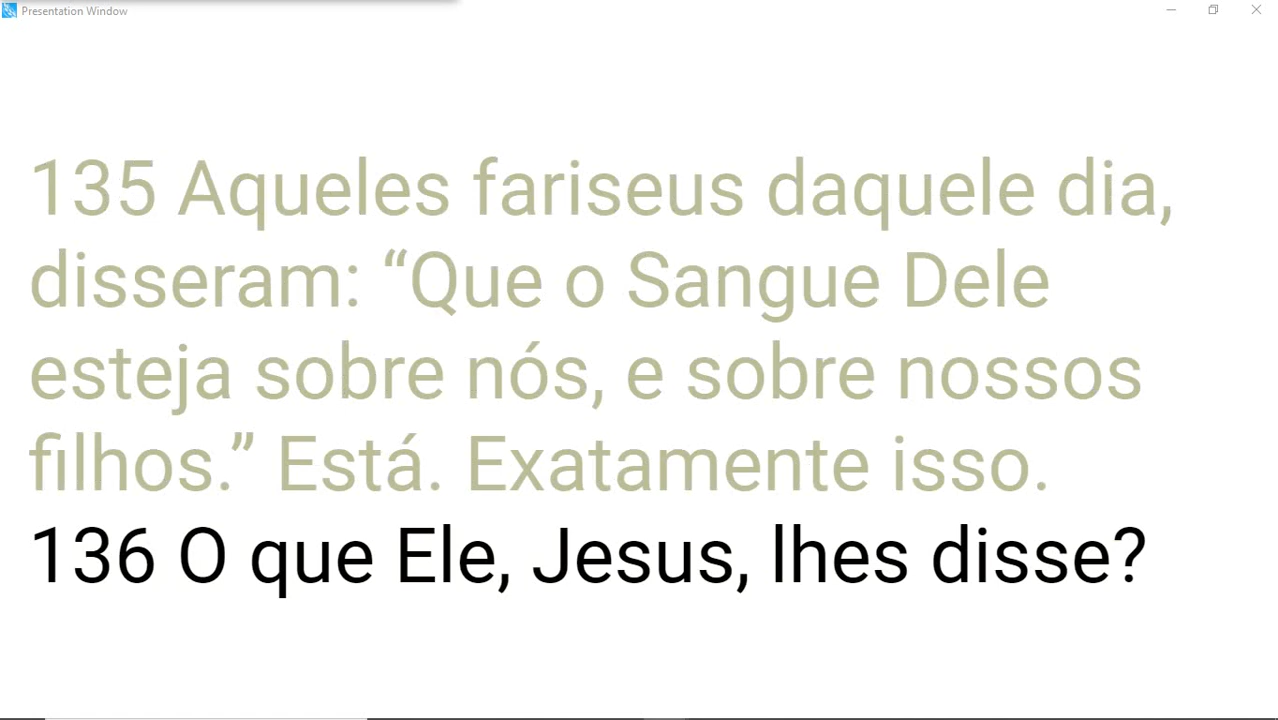 Presentation Window
135 Aqueles fariseus daquele dia,
disseram: “Que o Sangue Dele
esteja sobre nós, e sobre nossos
filhos.” Está. Exatamente isso.
136 O que Ele, Jesus, lhes disse?